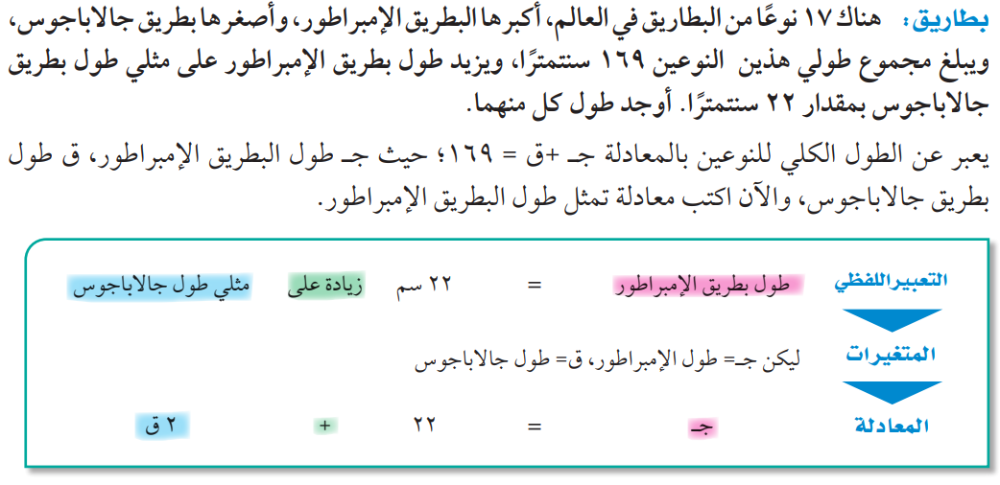 بطاريق: هناك ١٧ نوعًا من البطاريق في العالم، أكبرها البطريق الإمبراطور، وأصغرها بطريق جالاباجوس،
ويبلغ مجموع طولي هذين النوعين ١٦٩ سنتمترًا، ويزيد طول بطريق الإمبراطور على مثلي طول بطريق
جالاباجوس بمقدار ٢٢ سنتمترًا. أوجد طول كل منهما.
يعبر عن الطول الكلي للنوعين بالمعادلة جـ +ق = ١٦٩؛ حيث جـ طول البطريق الإمبراطور، ق طول
بطريق جالاباجوس، والآن اكتب معادلة تمثل طول البطريق الإمبراطور.
التعبير اللفظي طول بطريق الإمبراطور = ٢٢ سم زيادة على مثلي طول جالاباجوس
المتغيرات ليكن جـ= طول الإمبراطور، ق= طول جالاباجوس
المعادلة جـ = ٢٢ + ٢ ق